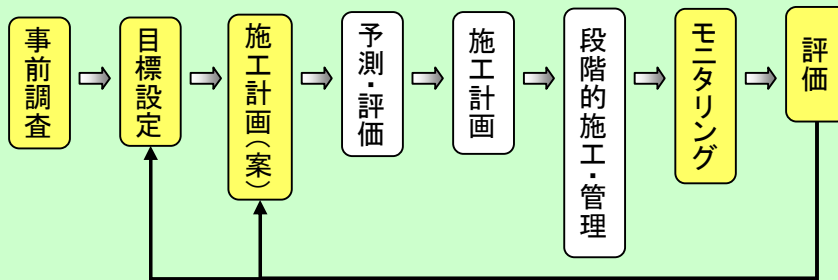 事前調査
目標設定
施工計画(案)
予測・評価
施工計画
段階的施工・管理
モニタリング
評価